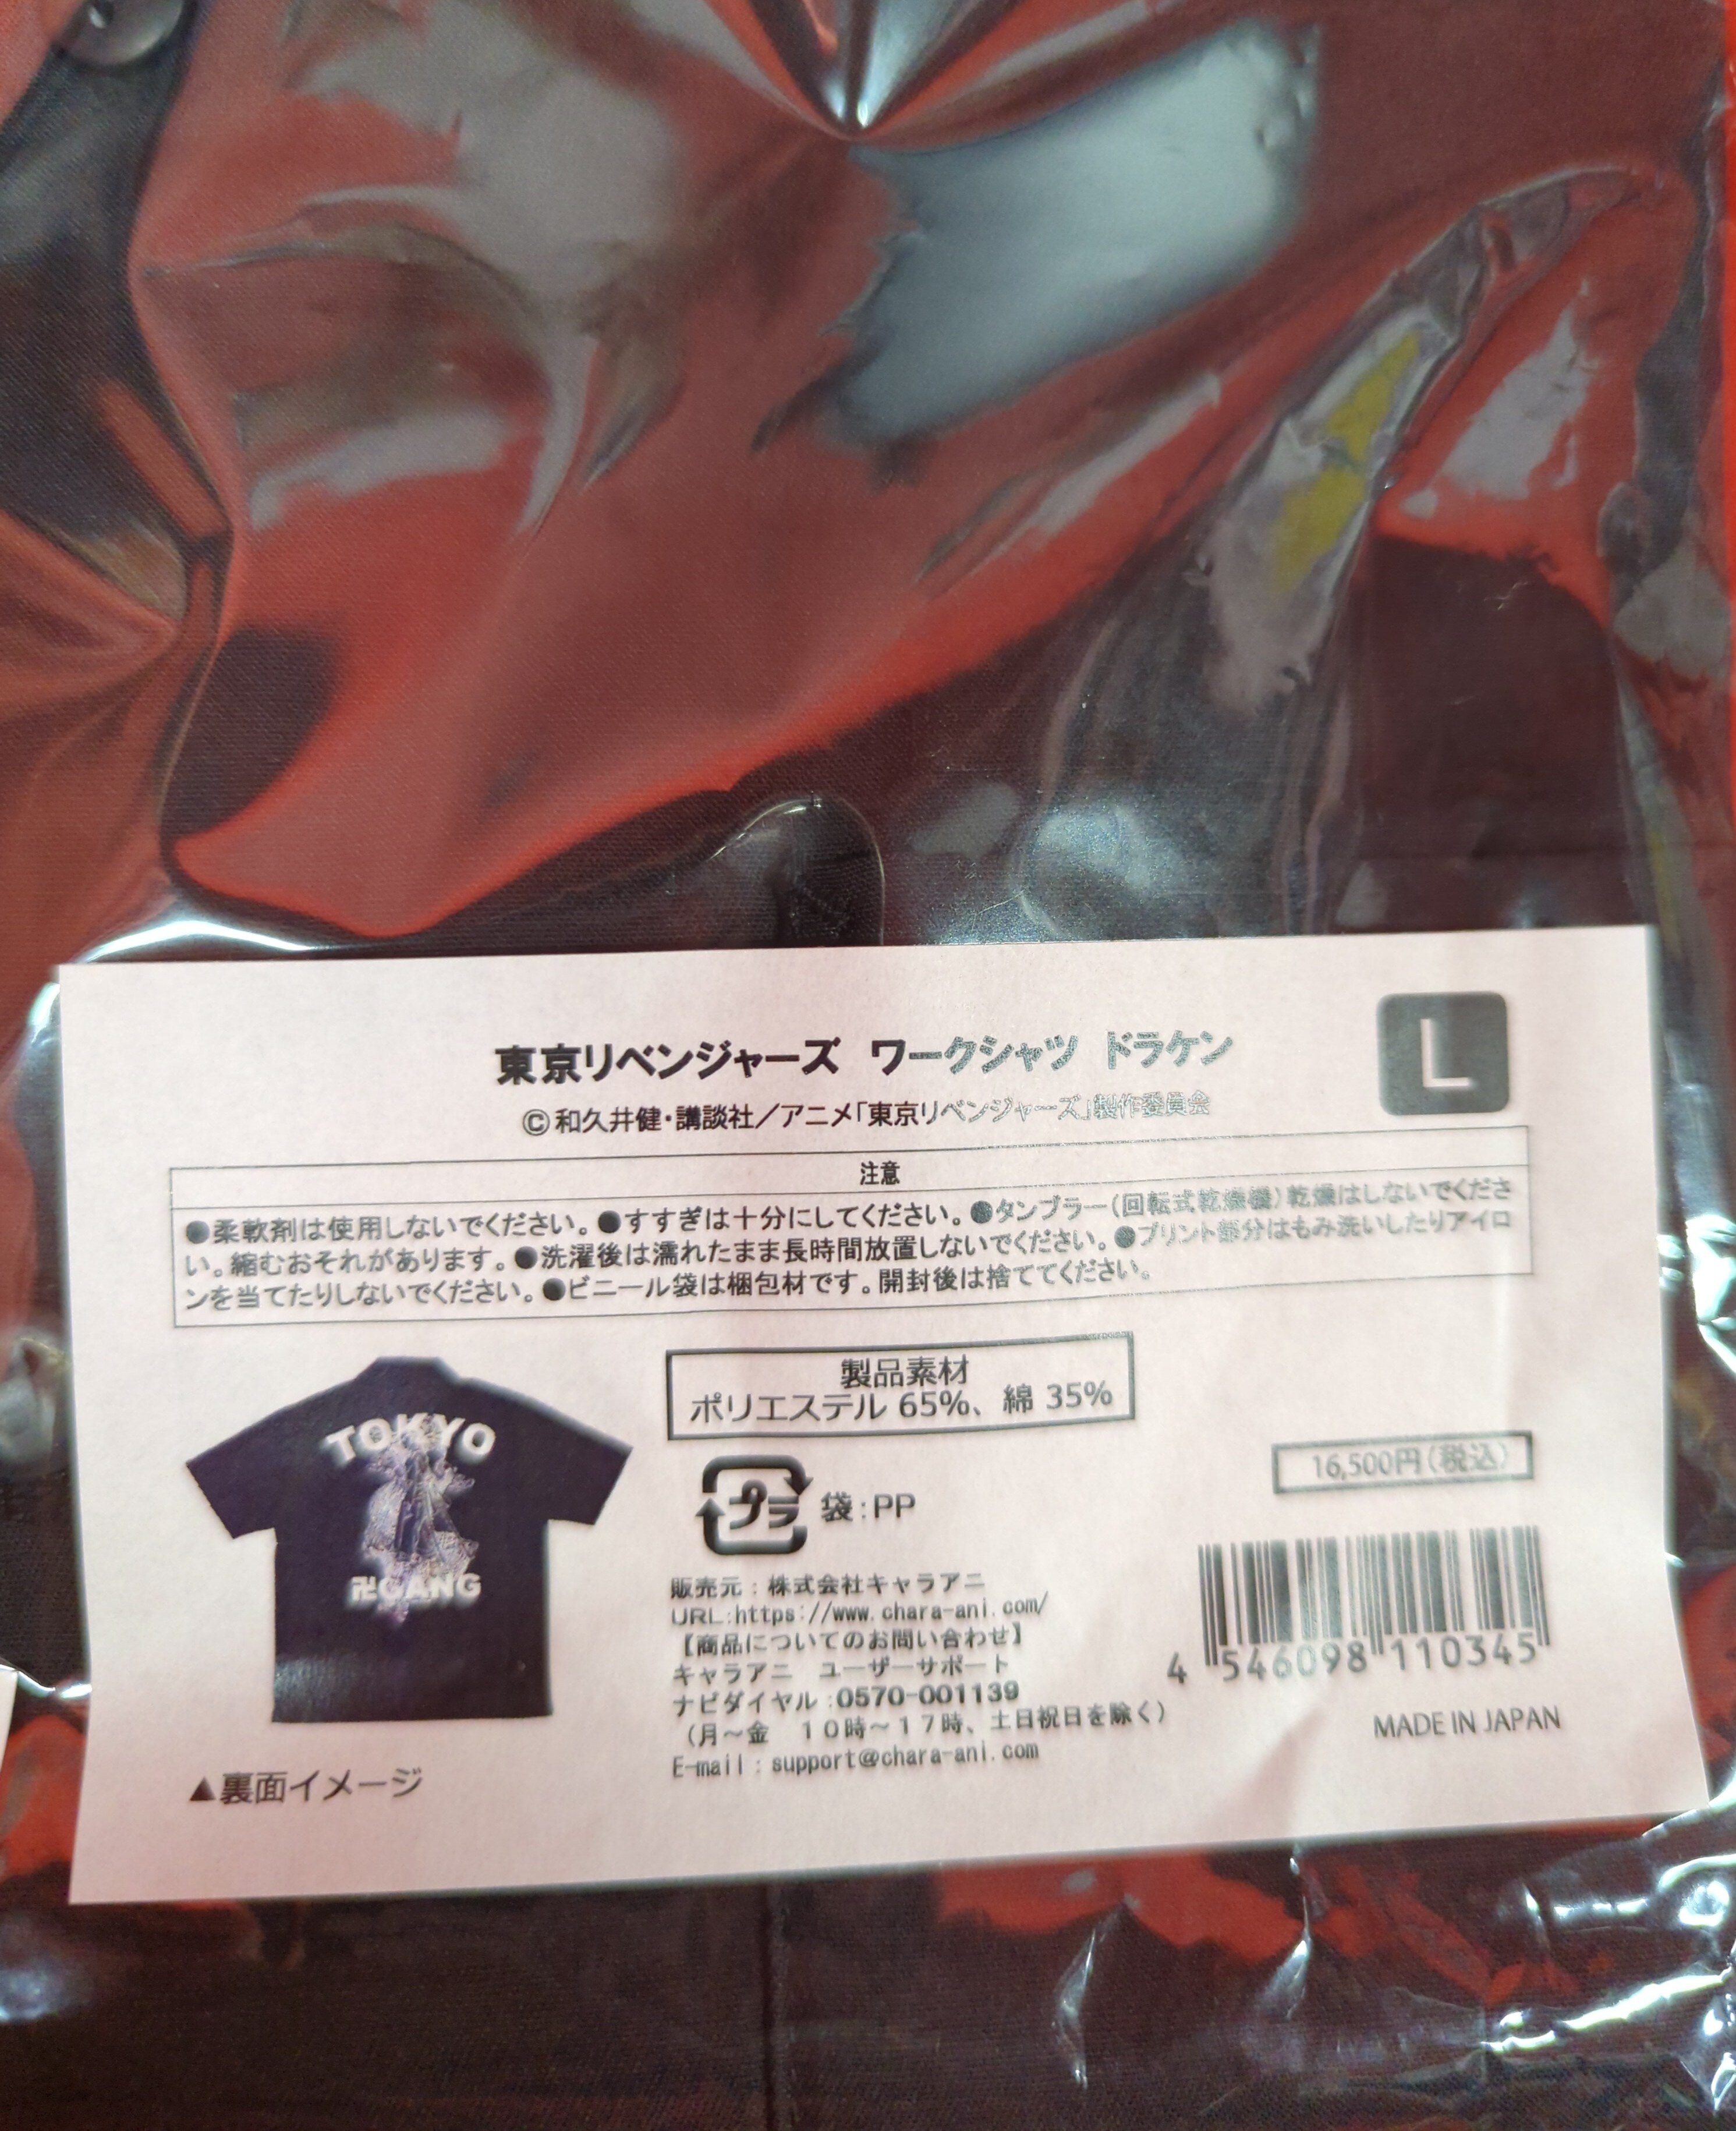 東京リベンジャーズ ワークシャツ ドラケン
L
©和久井健・講談社／アニメ「東京リベンジャーズ」製作委員会
注意
●柔軟剤は使用しないでください。●すすぎは十分にしてください。●タンブラー(回転式乾燥機)乾燥はしないでくださ
い。縮むおそれがあります。●洗濯後は濡れたまま長時間放置しないでください。●プリント部分はもみ洗いしたりアイロ
ンを当てたりしないでください。●ビニール袋は梱包材です。開封後は捨ててください。
TOKYO
卍GANG
▲裏面イメージ
製品素材
ポリエステル 65%、綿 35%
プラ 袋:PP
販売元：株式会社キャラアニ
URL:https://www.chara-ani.com/
【商品についてのお問い合わせ】
キャラアニ ユーザーサポート
ナビダイヤル:0570-001139
（月～金 １０時～１７時、土日祝日を除く）
E-mail：support@chara-ani.com
16,500円(税込)
4 546098 110345
MADE IN JAPAN